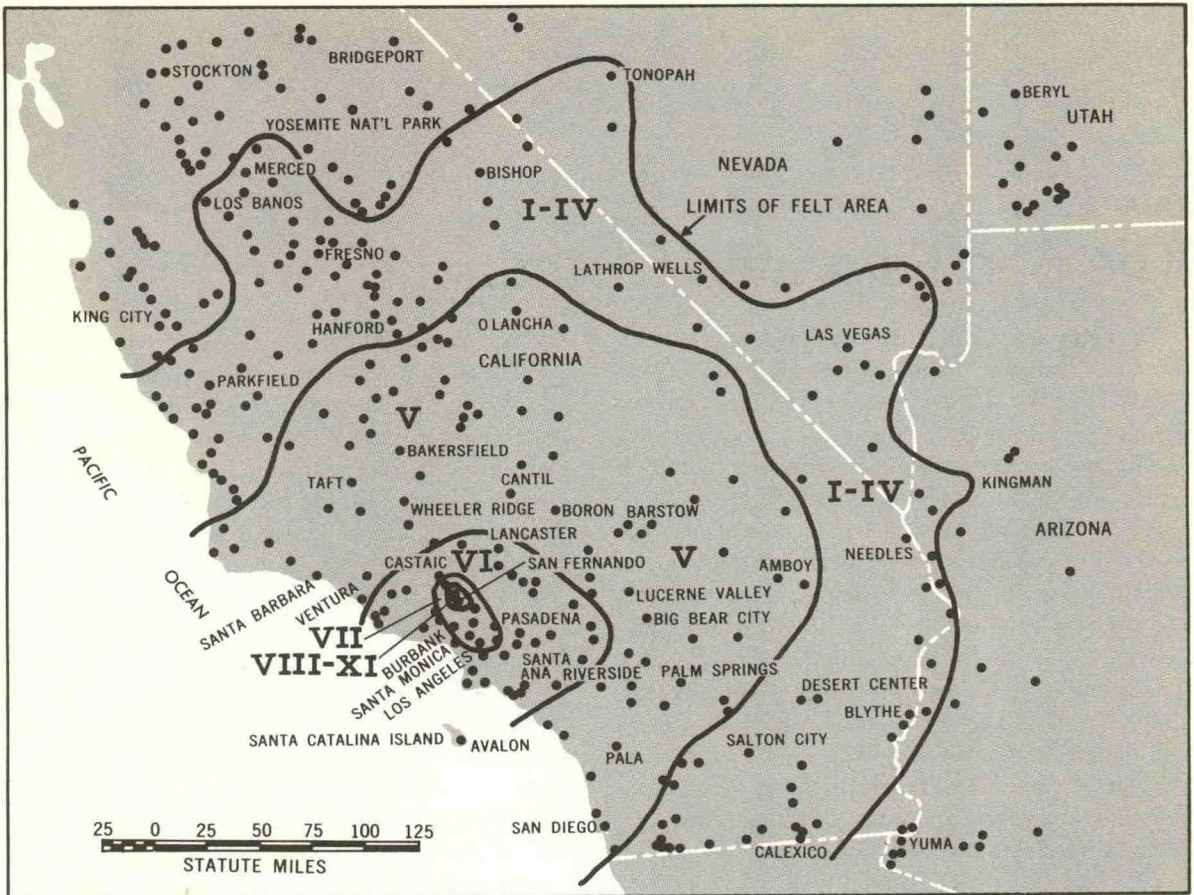 STOCKTON
BRIDGEPORT
TONOPAH
BERYL
UTAH
YOSEMITE NAT'L PARK
NEVADA
MERCED
BISHOP
LOS BANOS
I-IV
LIMITS OF FELT AREA
FRESNO
LATHROP WELLS
KING CITY
HANFORD
OLANCHA
LAS VEGAS
CALIFORNIA
PARKFIELD
V
BAKERSFIELD
PACIFIC
OCEAN
TAFT
CANTIL
I-IV
KINGMAN
WHEELER RIDGE
BORON
BARSTOW
ARIZONA
LANCASTER
CASTAIC
VI
SAN FERNANDO
V
AMBOY
NEEDLES
SANTA BARBARA
VENTURA
LUCERNE VALLEY
PASADENA
BIG BEAR CITY
VII
VIII-XI
BURBANK
SANTA MONICA
LOS ANGELES
SANTA
ANA
RIVERSIDE
PALM SPRINGS
DESERT CENTER
BLYTHE
SANTA CATALINA ISLAND
AVALON
PALA
SALTON CITY
SAN DIEGO
CALEXICO
YUMA
25 0 25 50 75 100 125
STATUTE MILES